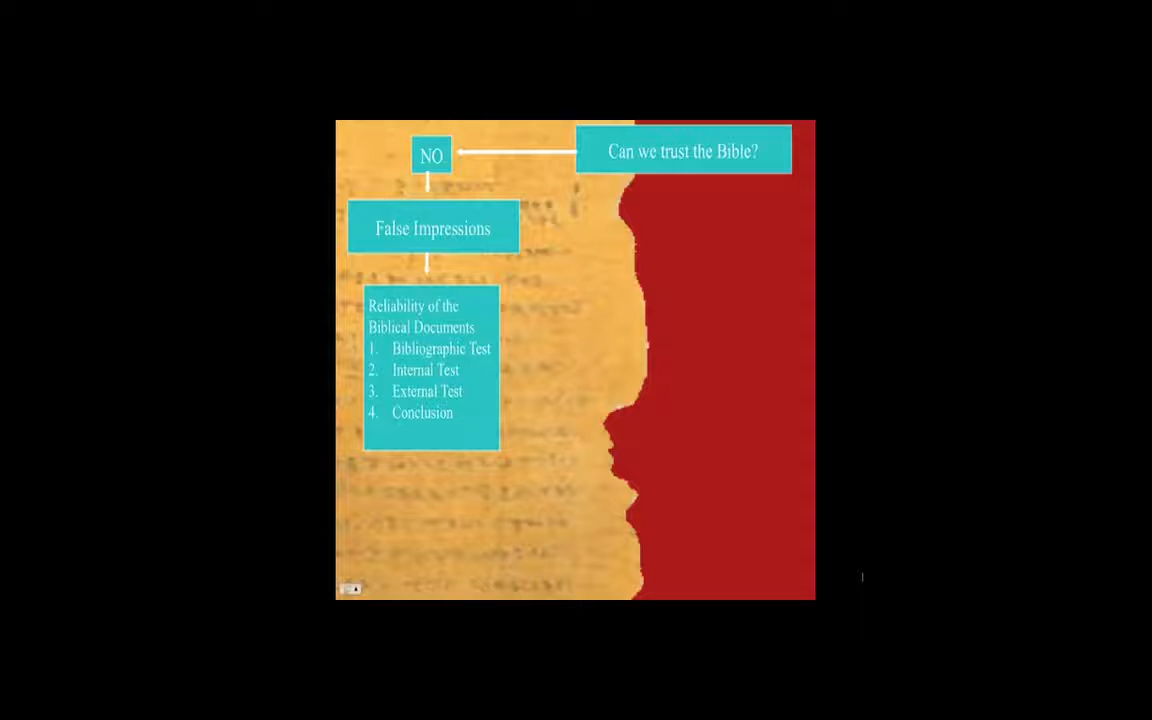 Can we trust the Bible?
NO
False Impressions
Reliability of the
Biblical Documents
1. Bibliographic Test
2. Internal Test
3. External Test
4. Conclusion